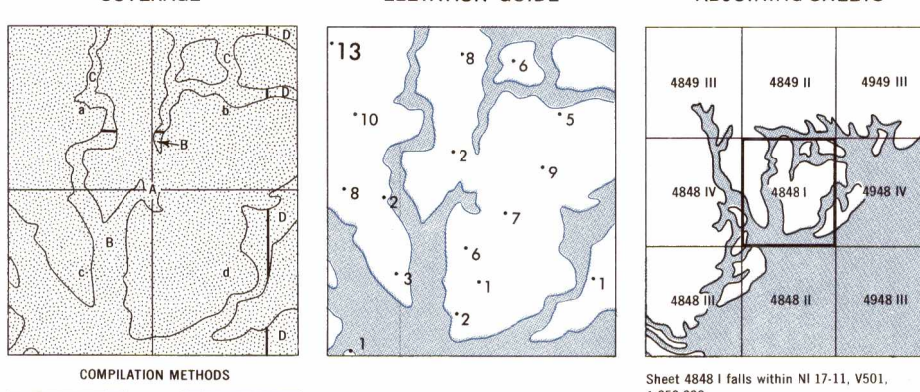 COVERAGE
ELEVATION GUIDE
ADJOINING SHEETS
C
C
D
D
a
b
B
A
B
D
c
d
D
13
8
6
10
5
2
9
8
2
7
6
3
1
1
2
1
4849 III
4849 II
4949 III
4848 IV
4848 I
4948 IV
4848 III
4848 II
4948 III
COMPILATION METHODS
Sheet 4848 I falls within NI 17-11, V501,